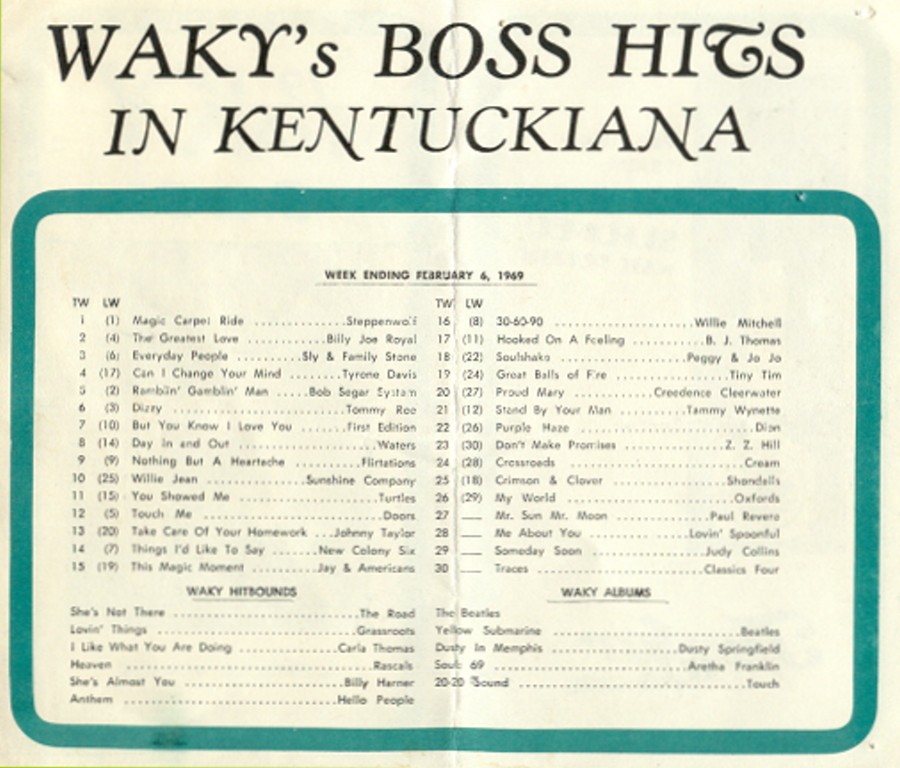 WAKY's BOSS HITS
IN KENTUCKIANA
WEEK ENDING FEBRUARY 6, 1969
TW LW
1 (1) Magic Carpet Ride ..............Steppenwolf
2 (4) The Greatest Love ............Billy Joe Royal
3 (6) Everyday People ..........Sly & Family Stone
4 (17) Can I Change Your Mind ........Tyrone Davis
5 (2) Ramblin' Gamblin' Man .....Bob Segar System
6 (3) Dizzy ............................Tommy Roe
7 (10) But You Know I Love You .......First Edition
8 (14) Day In and Out ......................Waters
9 (9) Nothing But A Heartache ..........Flirtations
10 (25) Willie Jean .................Sunshine Company
11 (15) You Showed Me ....................Turtles
12 (5) Touch Me ..........................Doors
13 (20) Take Care Of Your Homework ...Johnny Taylor
14 (7) Things I'd Like To Say .......New Colony Six
15 (19) This Magic Moment ..........Jay & Americans
WAKY HITBOUNDS
She's Not There ..........................The Road
Lovin' Things ...........................Grassroots
I Like What You Are Doing ...........Carla Thomas
Heaven .................................Rascals
She's Almost You .....................Billy Harner
Anthem .............................Hello People
TW LW
16 (8) 30-60-90 ....................Willie Mitchell
17 (11) Hooked On A Feeling ............B. J. Thomas
18 (22) Soulshake ...................Peggy & Jo Jo
19 (24) Great Balls of Fire ................Tiny Tim
20 (27) Proud Mary .............Creedence Clearwater
21 (12) Stand By Your Man ..........Tammy Wynette
22 (26) Purple Haze ..........................Dion
23 (30) Don't Make Promises ...............Z. Z. Hill
24 (28) Crossroads .........................Cream
25 (18) Crimson & Clover ................Shondells
26 (29) My World .........................Oxfords
27 ___ Mr. Sun Mr. Moon ..............Paul Revere
28 ___ Me About You ..............Lovin' Spoonful
29 ___ Someday Soon .................Judy Collins
30 ___ Traces .......................Classics Four
WAKY ALBUMS
The Beatles
Yellow Submarine ..........................Beatles
Dusty In Memphis .................Dusty Springfield
Soul: 69 ...........................Aretha Franklin
20-20 Sound ..............................Touch